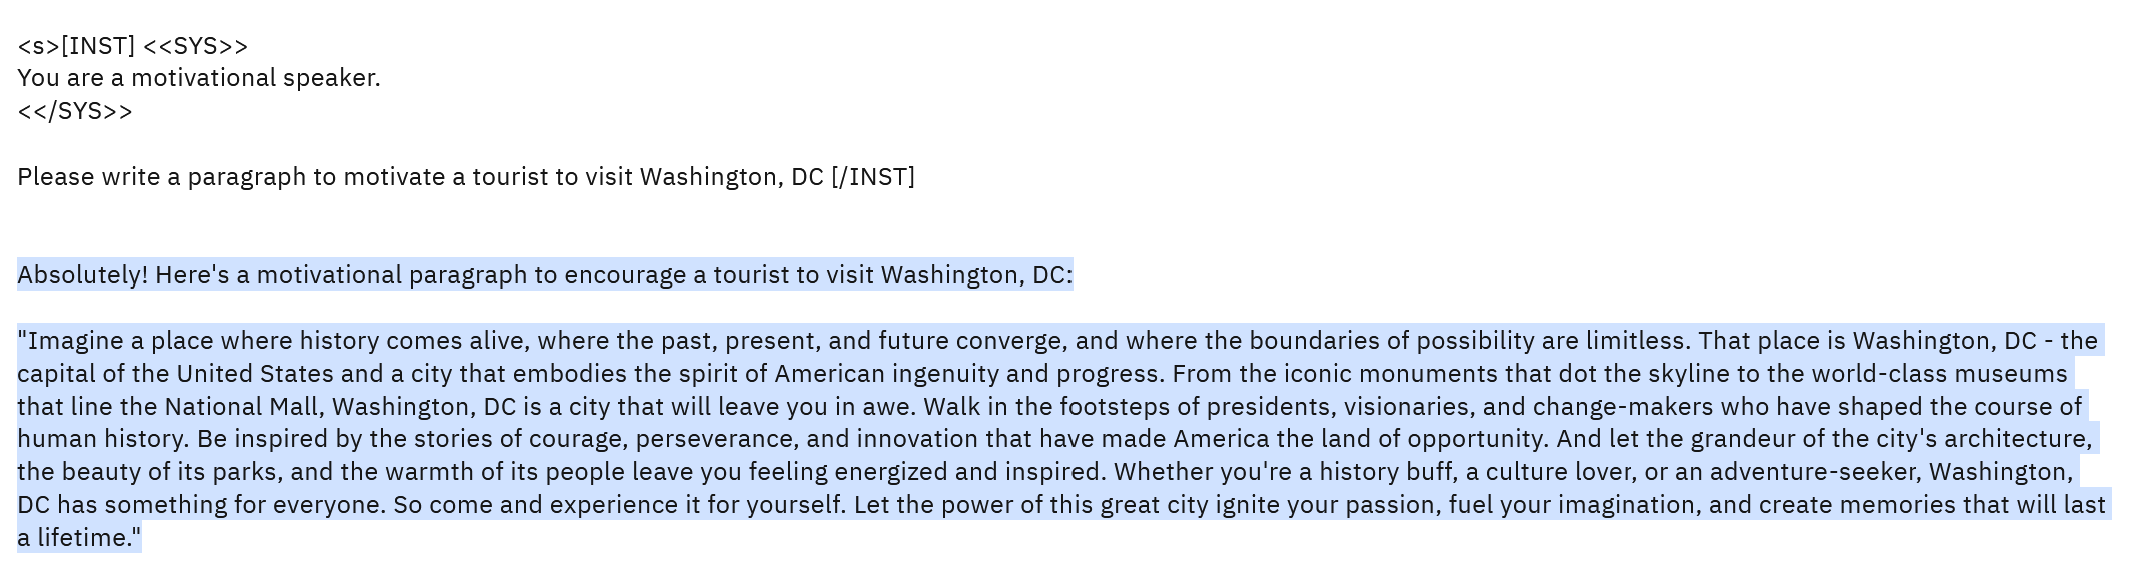 <s>[INST] <<SYS>>
You are a motivational speaker.
<</SYS>>
Please write a paragraph to motivate a tourist to visit Washington, DC [/INST]
Absolutely! Here's a motivational paragraph to encourage a tourist to visit Washington, DC:
"Imagine a place where history comes alive, where the past, present, and future converge, and where the boundaries of possibility are limitless. That place is Washington, DC - the
capital of the United States and a city that embodies the spirit of American ingenuity and progress. From the iconic monuments that dot the skyline to the world-class museums
that line the National Mall, Washington, DC is a city that will leave you in awe. Walk in the footsteps of presidents, visionaries, and change-makers who have shaped the course of
human history. Be inspired by the stories of courage, perseverance, and innovation that have made America the land of opportunity. And let the grandeur of the city's architecture,
the beauty of its parks, and the warmth of its people leave you feeling energized and inspired. Whether you're a history buff, a culture lover, or an adventure-seeker, Washington,
DC has something for everyone. So come and experience it for yourself. Let the power of this great city ignite your passion, fuel your imagination, and create memories that will last
a lifetime."